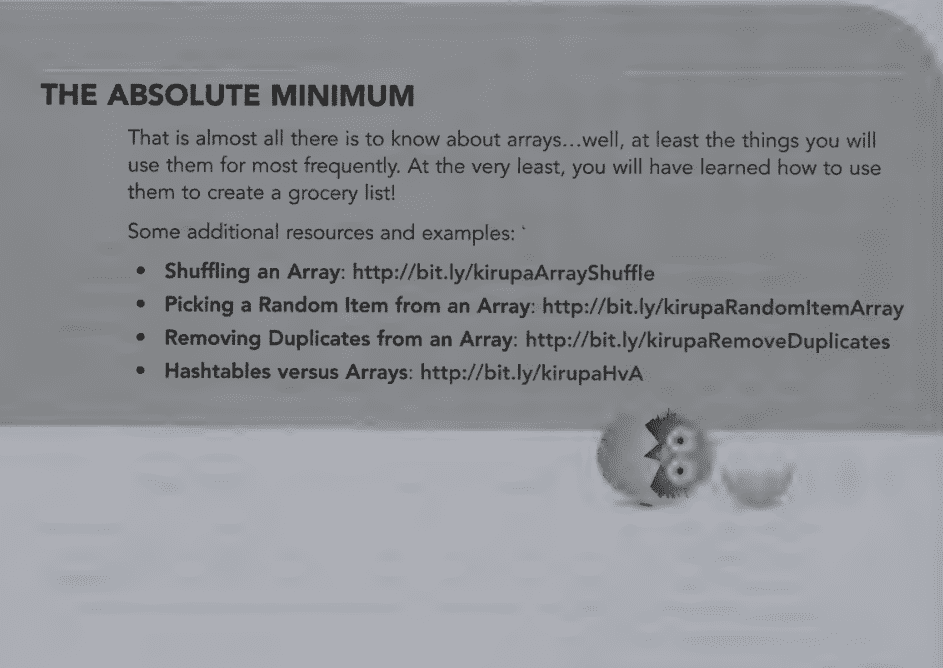 THE ABSOLUTE MINIMUM
That is almost all there is to know about arrays...well, at least the things you will
use them for most frequently. At the very least, you will have learned how to use
them to create a grocery list!
Some additional resources and examples:
• Shuffling an Array: http://bit.ly/kirupaArrayShuffle
• Picking a Random Item from an Array: http://bit.ly/kirupaRandomItemArray
• Removing Duplicates from an Array: http://bit.ly/kirupaRemoveDuplicates
• Hashtables versus Arrays: http://bit.ly/kirupaHvA